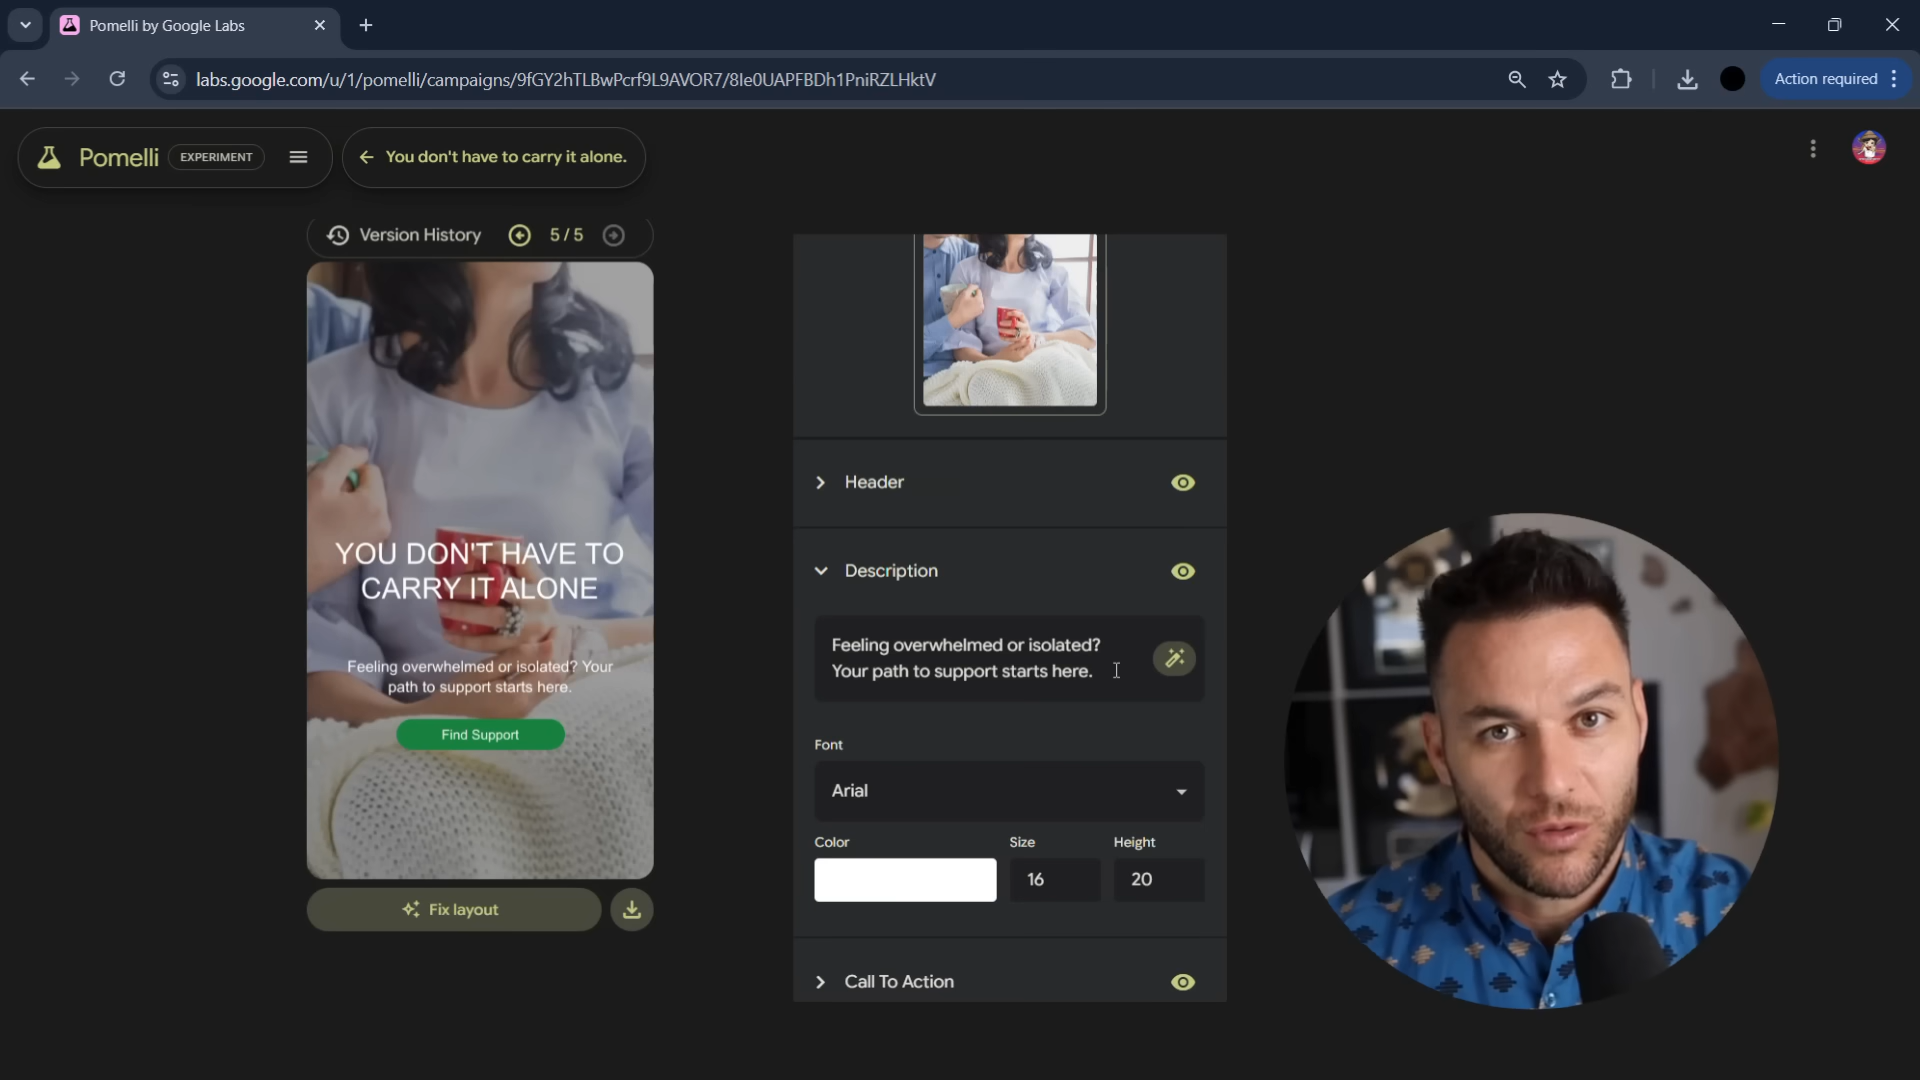 Pomelli by Google Labs
labs.google.com/u/1/pomelli/campaigns/9fGY2hTLBwPcrf9L9AVOR7/8Ie0UAPFBDh1PniRZLHktV
Action required
Pomelli
EXPERIMENT
You don't have to carry it alone.
Version History
5 / 5
YOU DON'T HAVE TO
CARRY IT ALONE
Feeling overwhelmed or isolated? Your
path to support starts here.
Find Support
Fix layout
Header
Description
Feeling overwhelmed or isolated?
Your path to support starts here.
Font
Arial
Color
Size
Height
16
20
Call To Action